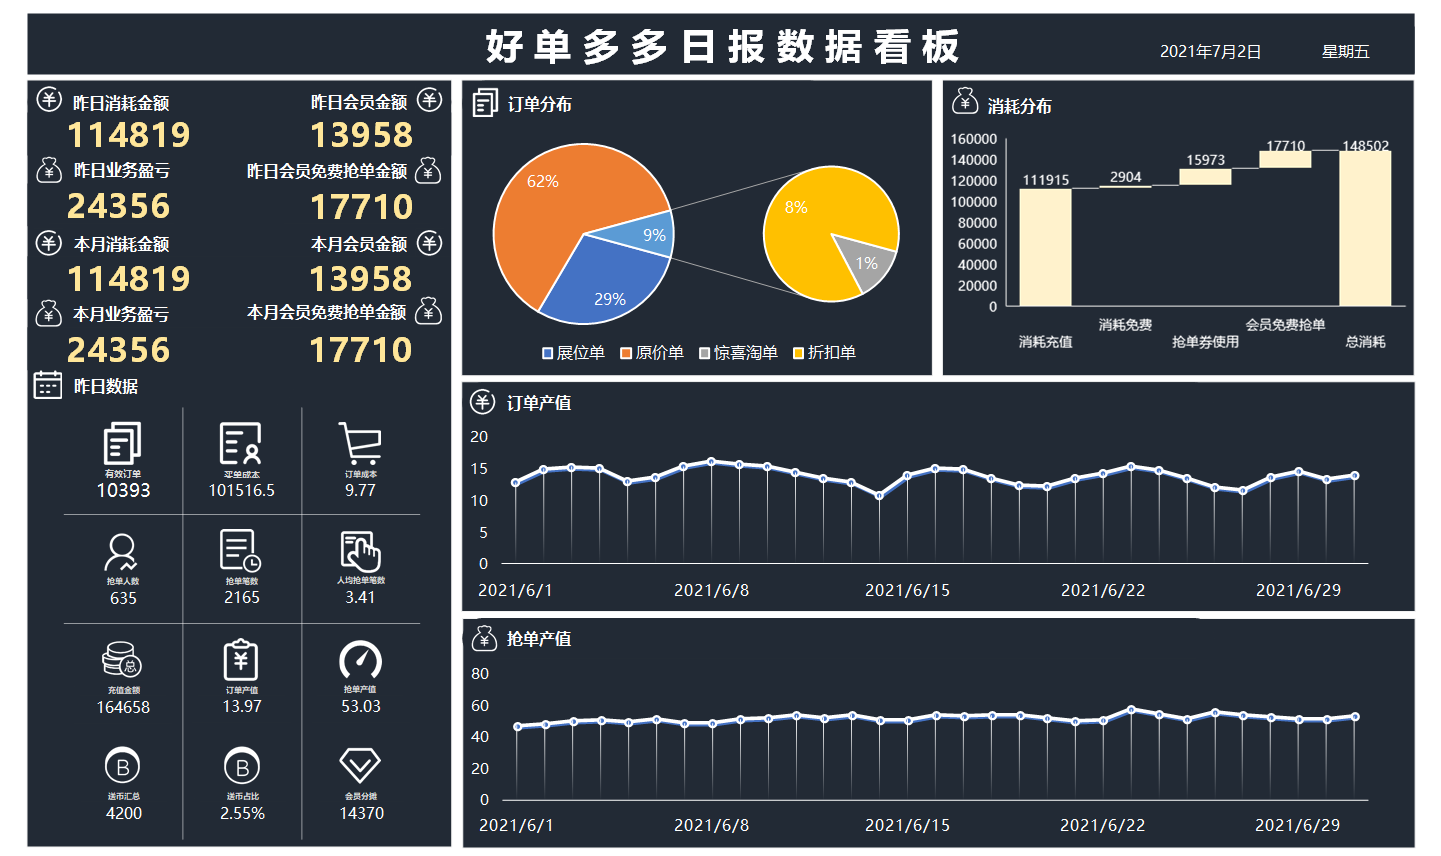 好单多多日报数据看板
2021年7月2日 星期五
昨日消耗金额 昨日会员金额
114819 13958
昨日业务盈亏 昨日会员免费抢单金额
24356 17710
本月消耗金额 本月会员金额
114819 13958
本月业务盈亏 本月会员免费抢单金额
24356 17710
昨日数据
有效订单 买单成本 订单成本
10393 101516.5 9.77
抢单人数 抢单笔数 人均抢单笔数
635 2165 3.41
总
充值金额 订单产值 抢单产值
164658 13.97 53.03
B B
送币汇总 送币占比 会员分摊
4200 2.55% 14370
订单分布
62%
9%
29%
8%
1%
展位单 原价单 惊喜淘单 折扣单
消耗分布
160000
140000
120000
100000
80000
60000
40000
20000
0
111915 2904 15973 17710 148502
消耗充值 消耗免费 抢单券使用 会员免费抢单 总消耗
订单产值
20
15
10
5
0
2021/6/1 2021/6/8 2021/6/15 2021/6/22 2021/6/29
抢单产值
80
60
40
20
0
2021/6/1 2021/6/8 2021/6/15 2021/6/22 2021/6/29